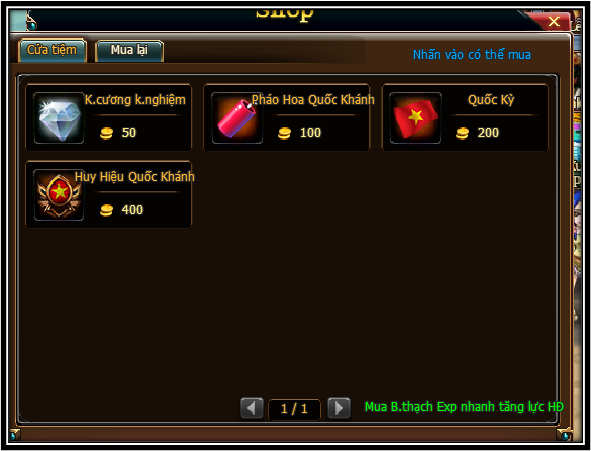 Shop
Cửa tiệm
Mua lại
Nhấn vào có thể mua
K.cương k.nghiệm
50
Pháo Hoa Quốc Khánh
100
Quốc Kỳ
200
Huy Hiệu Quốc Khánh
400
1 / 1
Mua B.thạch Exp nhanh tăng lực HĐ